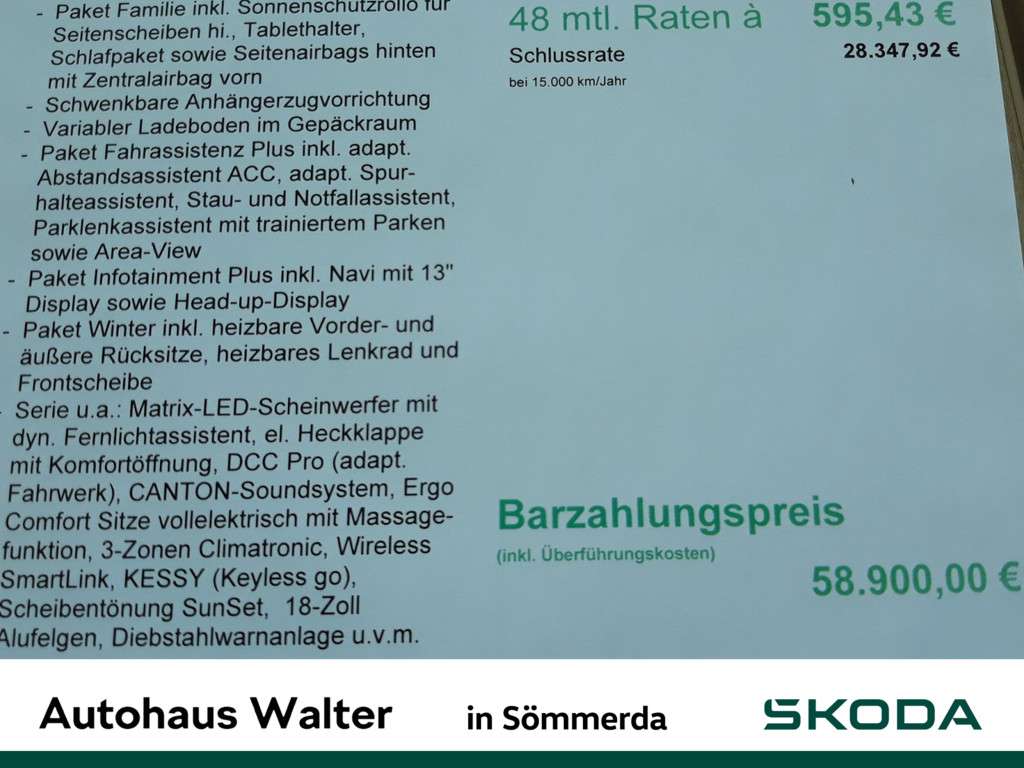 - Paket Familie inkl. Sonnenschutzrollo für
Seitenscheiben hi., Tablethalter,
Schlafpaket sowie Seitenairbags hinten
mit Zentralairbag vorn
- Schwenkbare Anhängerzugvorrichtung
- Variabler Ladeboden im Gepäckraum
- Paket Fahrassistenz Plus inkl. adapt.
Abstandsassistent ACC, adapt. Spur-
halteassistent, Stau- und Notfallassistent,
Parklenkassistent mit trainiertem Parken
sowie Area-View
- Paket Infotainment Plus inkl. Navi mit 13"
Display sowie Head-up-Display
- Paket Winter inkl. heizbare Vorder- und
äußere Rücksitze, heizbares Lenkrad und
Frontscheibe
- Serie u.a.: Matrix-LED-Scheinwerfer mit
dyn. Fernlichtassistent, el. Heckklappe
mit Komfortöffnung, DCC Pro (adapt.
Fahrwerk), CANTON-Soundsystem, Ergo
Comfort Sitze vollelektrisch mit Massage-
funktion, 3-Zonen Climatronic, Wireless
SmartLink, KESSY (Keyless go),
Scheibentönung SunSet, 18-Zoll
Alufelgen, Diebstahlwarnanlage u.v.m.
48 mtl. Raten à 595,43 €
Schlussrate 28.347,92 €
bei 15.000 km/Jahr
Barzahlungspreis
(inkl. Überführungskosten)
58.900,00 €
Autohaus Walter in Sömmerda ŠKODA